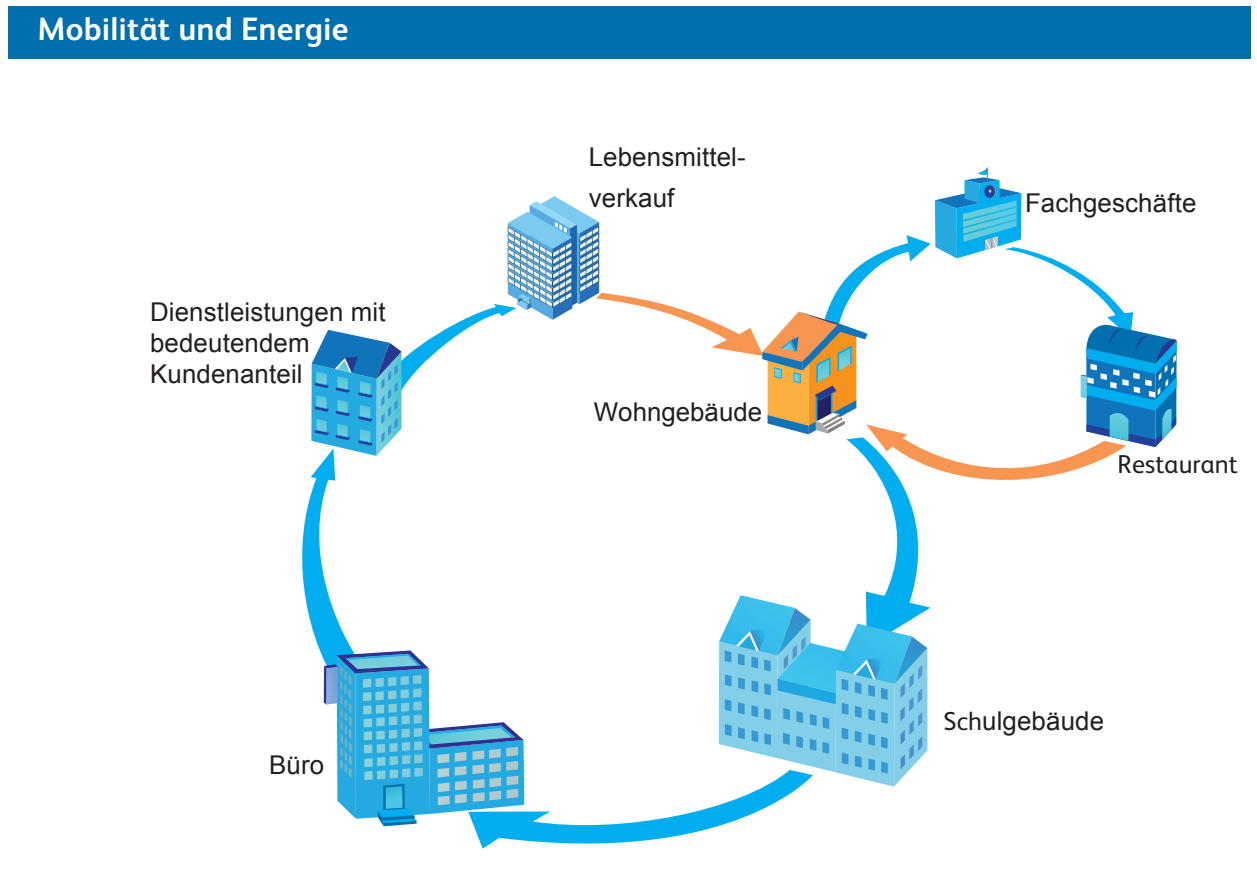 Mobilität und Energie
Lebensmittel-
verkauf
Fachgeschäfte
Dienstleistungen mit
bedeutendem
Kundenanteil
Wohngebäude
Restaurant
Schulgebäude
Büro